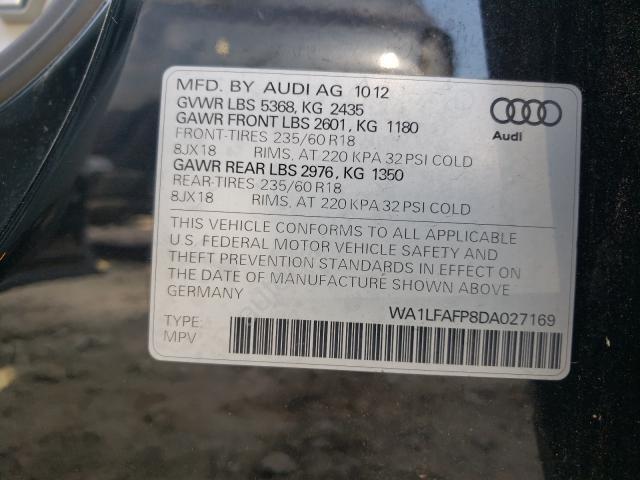 MFD. BY AUDI AG 1012
GVWR LBS 5368, KG 2435
GAWR FRONT LBS 2601, KG 1180
FRONT-TIRES 235/60 R18
8JX18 RIMS, AT 220 KPA 32 PSI COLD
GAWR REAR LBS 2976, KG 1350
REAR-TIRES 235/60 R18
8JX18 RIMS, AT 220 KPA 32 PSI COLD
Audi
THIS VEHICLE CONFORMS TO ALL APPLICABLE
U.S. FEDERAL MOTOR VEHICLE SAFETY AND
THEFT PREVENTION STANDARDS IN EFFECT ON
THE DATE OF MANUFACTURE SHOWN ABOVE
GERMANY
WA1LFAFP8DA027169
TYPE:
MPV